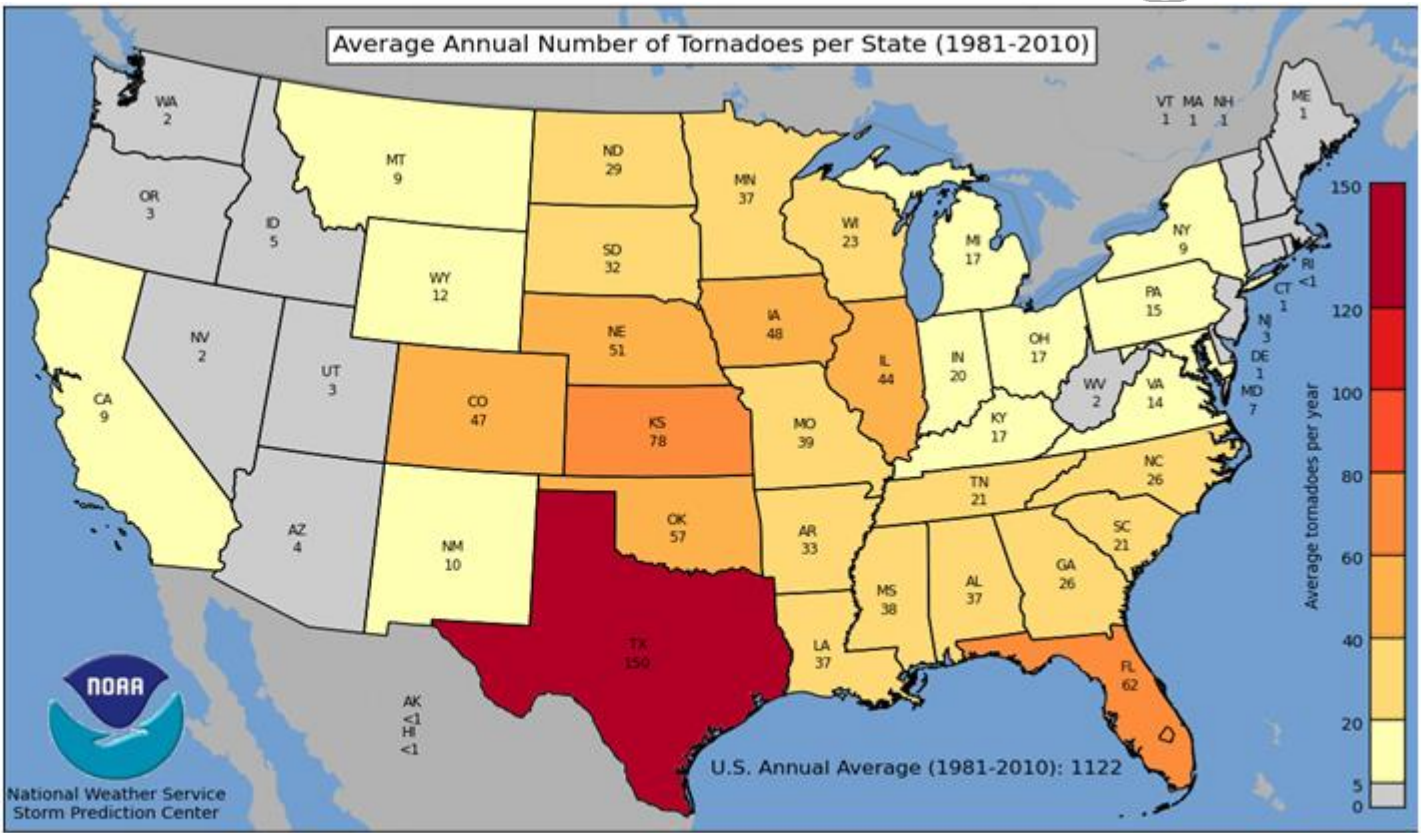 Average Annual Number of Tornadoes per State (1981-2010)
WA
2
OR
3
ID
5
MT
9
WY
12
NV
2
UT
3
CA
9
AZ
4
CO
47
NM
10
ND
29
SD
32
NE
51
KS
78
OK
57
TX
150
MN
37
IA
48
MO
39
AR
33
LA
37
WI
23
IL
44
MI
17
IN
20
OH
17
KY
17
TN
21
MS
38
AL
37
GA
26
FL
62
SC
21
NC
26
VA
14
WV
2
PA
15
NY
9
VT MA NH
1 1 1
ME
1
RI
<1
CT
1
NJ
3
DE
1
MD
7
AK
<1
HI
<1
150
120
100
80
60
40
20
5
0
Average tornadoes per year
U.S. Annual Average (1981-2010): 1122
NOAA
National Weather Service
Storm Prediction Center